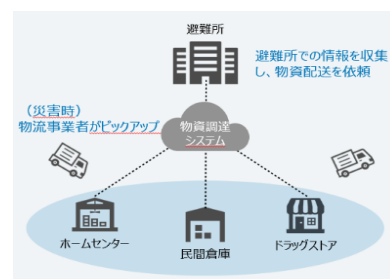 避難所
避難所での情報を収集
し、物資配送を依頼
（災害時）
物流事業者がピックアップ
物資調達
システム
ホームセンター
民間倉庫
ドラッグストア